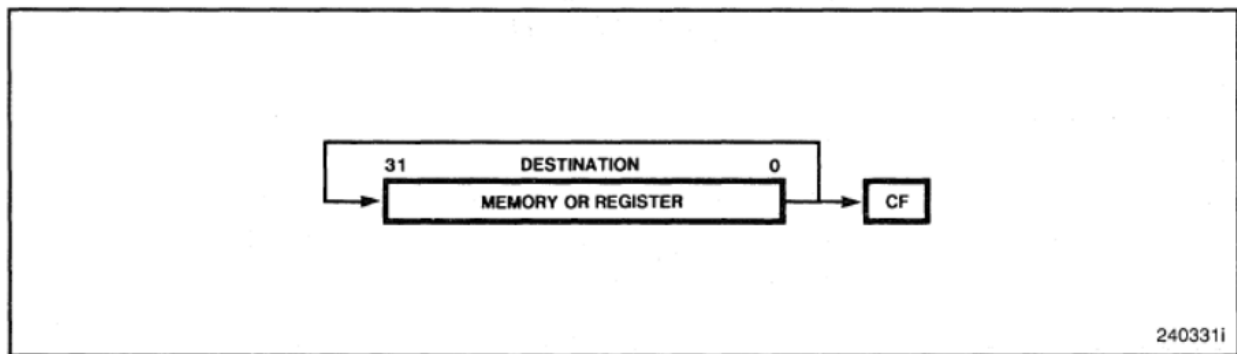 31 DESTINATION 0
MEMORY OR REGISTER CF
240331i